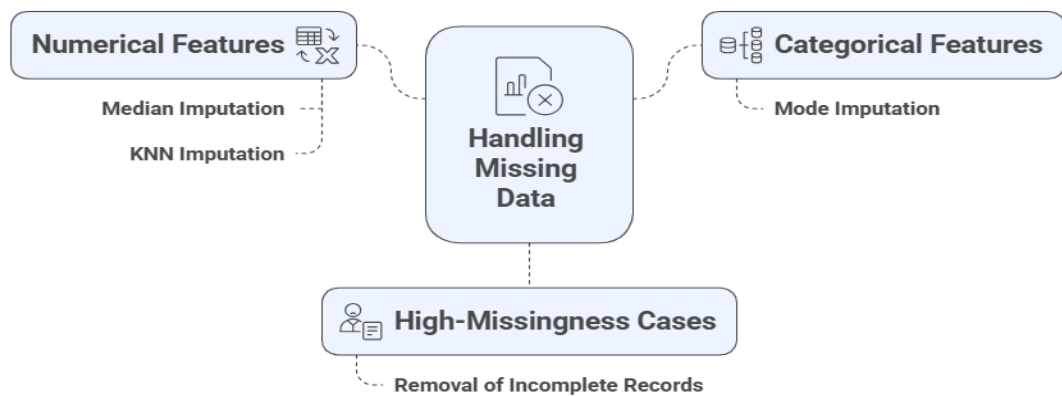 Numerical Features
Median Imputation
KNN Imputation
Handling
Missing
Data
Categorical Features
Mode Imputation
High-Missingness Cases
Removal of Incomplete Records